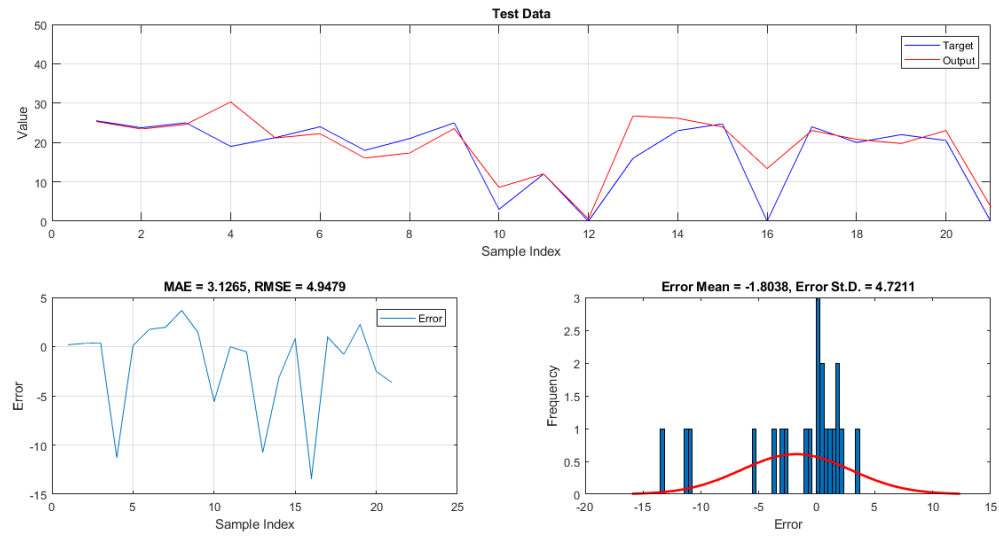 Test Data
50
40
30
20
10
0
Value
Target
Output
0 2 4 6 8 10 12 14 16 18 20
Sample Index
MAE = 3.1265, RMSE = 4.9479
5
0
-5
-10
-15
Error
Error
0 5 10 15 20 25
Sample Index
Error Mean = -1.8038, Error St.D. = 4.7211
3
2.5
2
1.5
1
0.5
0
Frequency
-20 -15 -10 -5 0 5 10 15
Error